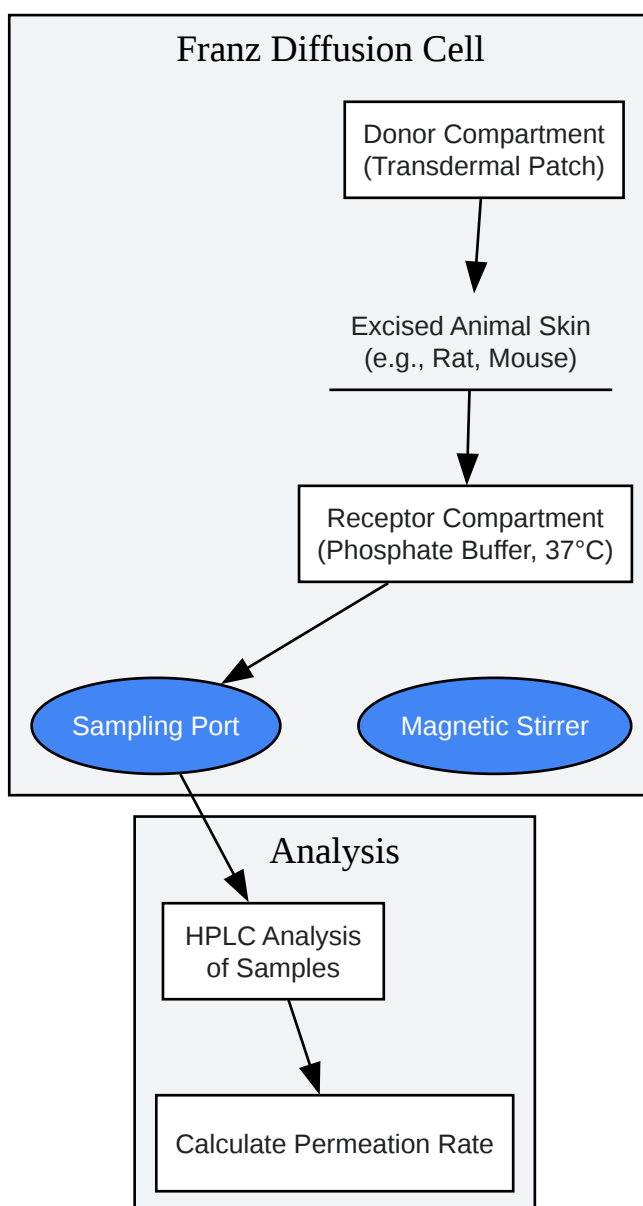 Franz Diffusion Cell
Donor Compartment
(Transdermal Patch)
Excised Animal Skin
(e.g., Rat, Mouse)
Receptor Compartment
(Phosphate Buffer, 37°C)
Sampling Port
Magnetic Stirrer
Analysis
HPLC Analysis
of Samples
Calculate Permeation Rate